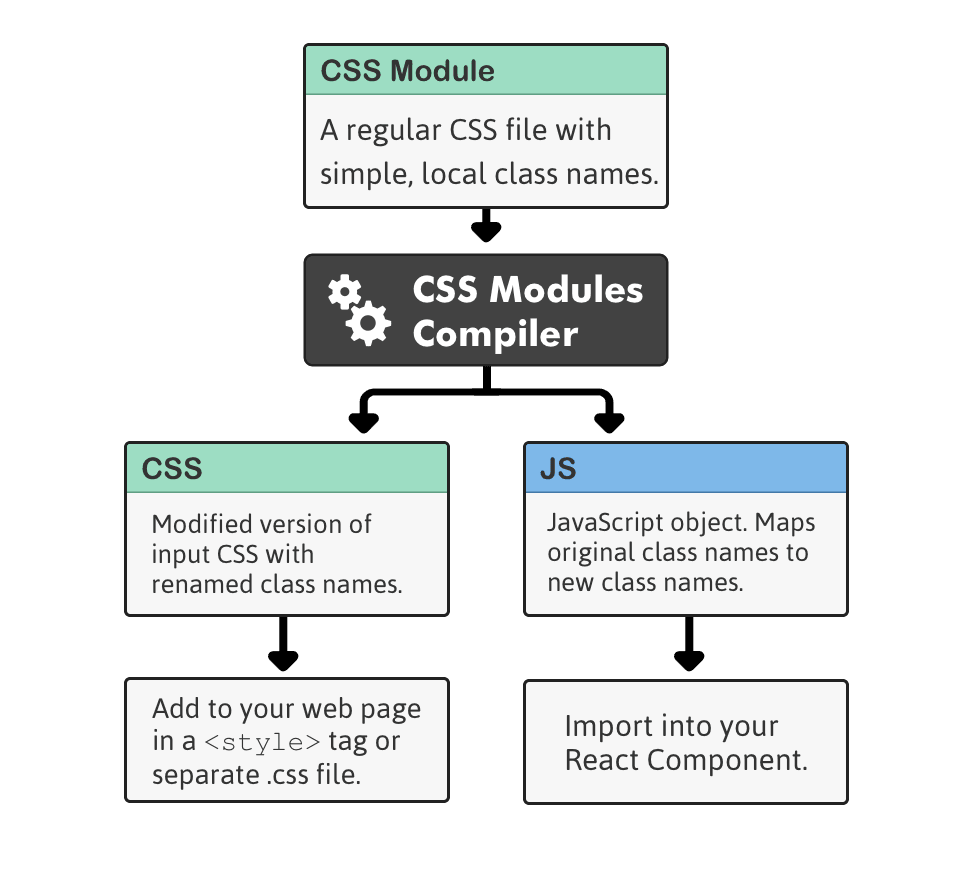 CSS Module
A regular CSS file with
simple, local class names.
CSS Modules
Compiler
CSS
Modified version of
input CSS with
renamed class names.
JS
JavaScript object. Maps
original class names to
new class names.
Add to your web page
in a <style> tag or
separate .css file.
Import into your
React Component.